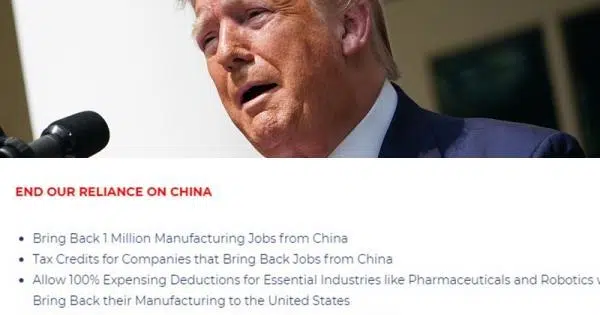 END OUR RELIANCE ON CHINA
• Bring Back 1 Million Manufacturing Jobs from China
• Tax Credits for Companies that Bring Back Jobs from China
• Allow 100% Expensing Deductions for Essential Industries like Pharmaceuticals and Robotics
Bring Back their Manufacturing to the United States